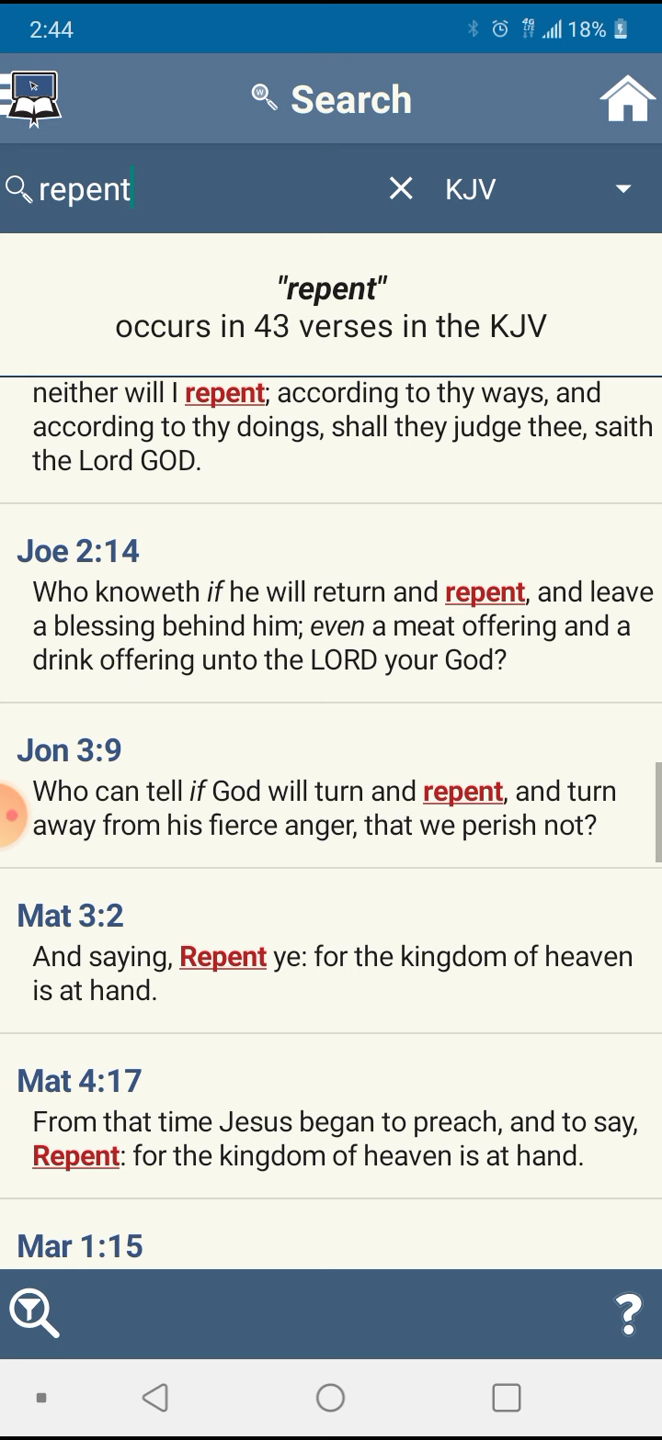 2:44
18%
Search
repent
KJV
"repent"
occurs in 43 verses in the KJV
neither will I repent; according to thy ways, and
according to thy doings, shall they judge thee, saith
the Lord GOD.
Joe 2:14
Who knoweth if he will return and repent, and leave
a blessing behind him; even a meat offering and a
drink offering unto the LORD your God?
Jon 3:9
Who can tell if God will turn and repent, and turn
away from his fierce anger, that we perish not?
Mat 3:2
And saying, Repent ye: for the kingdom of heaven
is at hand.
Mat 4:17
From that time Jesus began to preach, and to say,
Repent: for the kingdom of heaven is at hand.
Mar 1:15
?